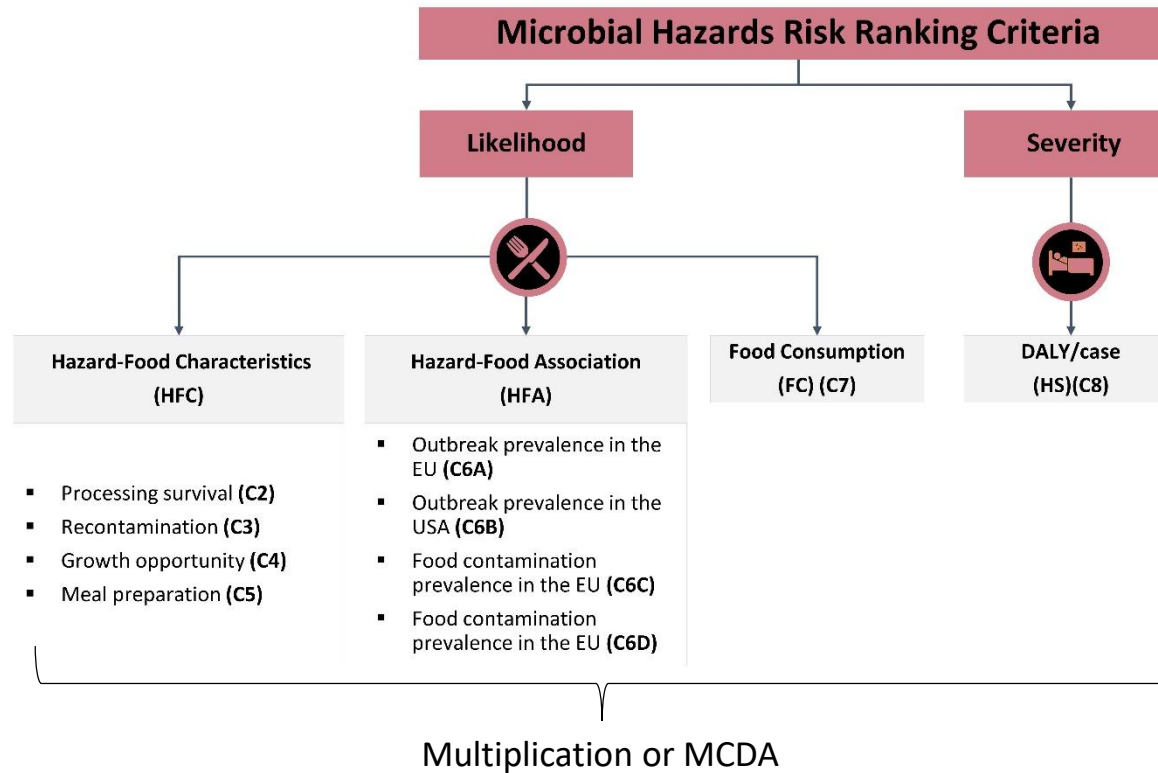 Microbial Hazards Risk Ranking Criteria
Likelihood
Severity
Hazard-Food Characteristics
(HFC)
▪ Processing survival (C2)
▪ Recontamination (C3)
▪ Growth opportunity (C4)
▪ Meal preparation (C5)
Hazard-Food Association
(HFA)
▪ Outbreak prevalence in the
EU (C6A)
▪ Outbreak prevalence in the
USA (C6B)
▪ Food contamination
prevalence in the EU (C6C)
▪ Food contamination
prevalence in the EU (C6D)
Food Consumption
(FC) (C7)
DALY/case
(HS)(C8)
Multiplication or MCDA